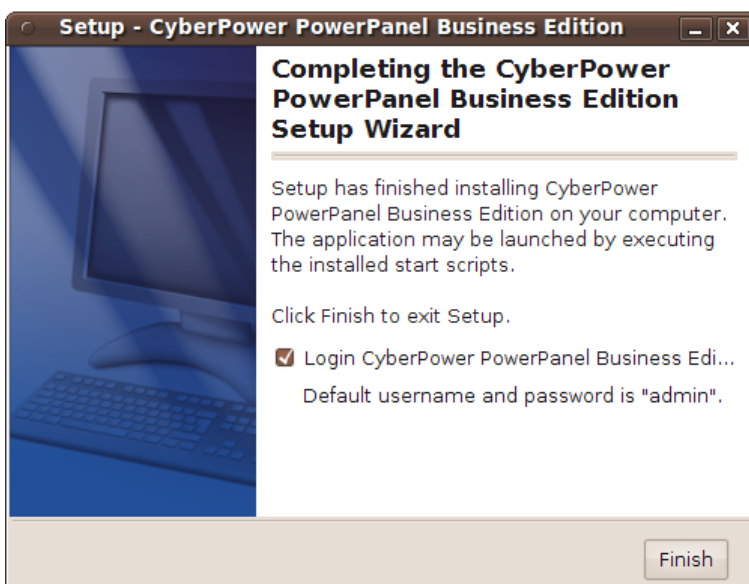 Setup - CyberPower PowerPanel Business Edition
Completing the CyberPower
PowerPanel Business Edition
Setup Wizard
Setup has finished installing CyberPower
PowerPanel Business Edition on your computer.
The application may be launched by executing
the installed start scripts.
Click Finish to exit Setup.
Login CyberPower PowerPanel Business Edi...
Default username and password is "admin".
Finish